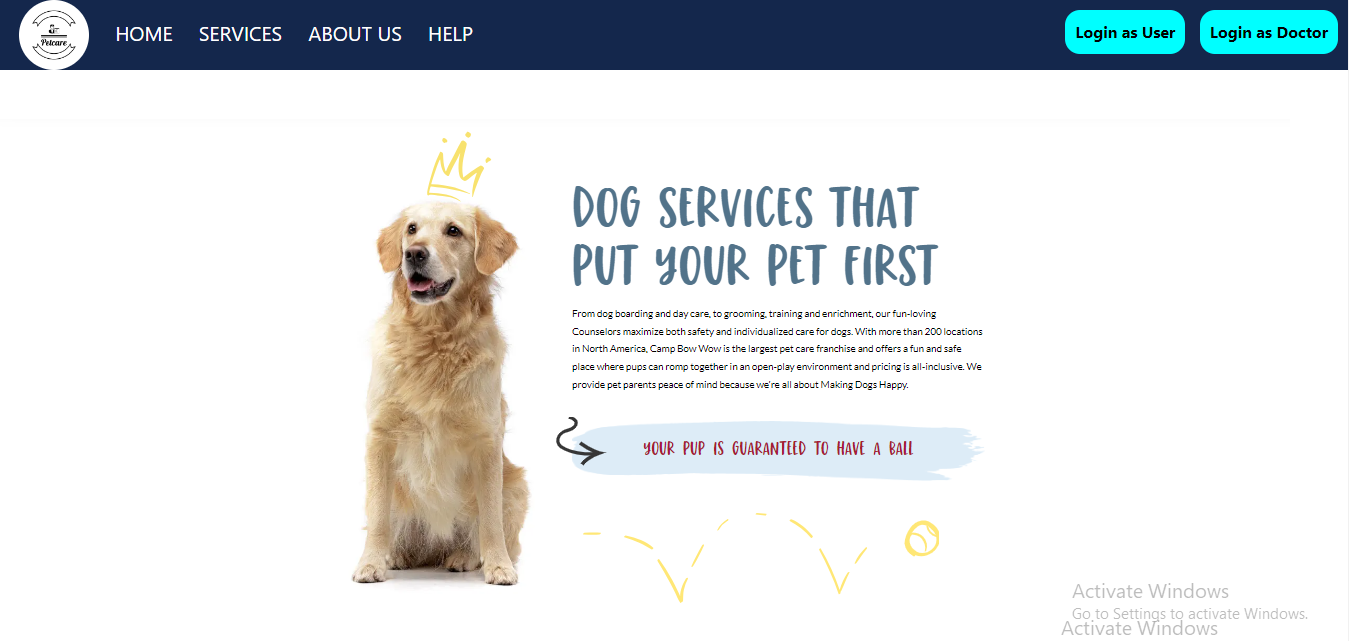 Petcare
HOME
SERVICES
ABOUT US
HELP
Login as User
Login as Doctor
DOG SERVICES THAT
PUT YOUR PET FIRST
From dog boarding and day care, to grooming, training and enrichment, our fun-loving
Counselors maximize both safety and individualized care for dogs. With more than 200 locations
in North America, Camp Bow Wow is the largest pet care franchise and offers a fun and safe
place where pups can romp together in an open-play environment and pricing is all-inclusive. We
provide pet parents peace of mind because we're all about Making Dogs Happy.
YOUR PUP IS GUARANTEED TO HAVE A BALL
Activate Windows
Go to Settings to activate Windows.
Activate Windows